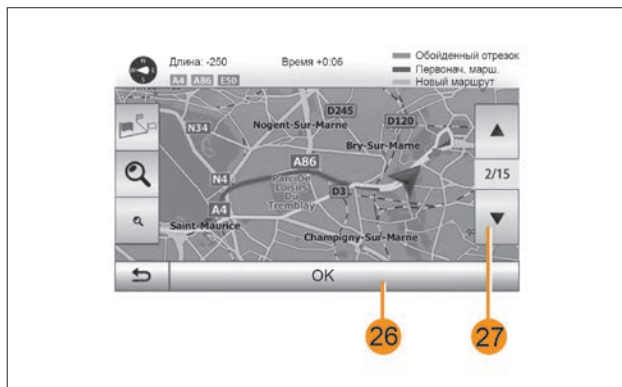 Длина: -250 Время +0:06
Обойденный отрезок
Первонач. марш.
Новый маршрут
A4 A86 E50
D245
D120
N34
Nogent-Sur-Marne
Bry-Sur-Marne
A86
2/15
N4
Parc De
Loisirs
Du
Tremblay
D3
A4
Saint-Maurice
Champigny-Sur-Marne
OK
26
27